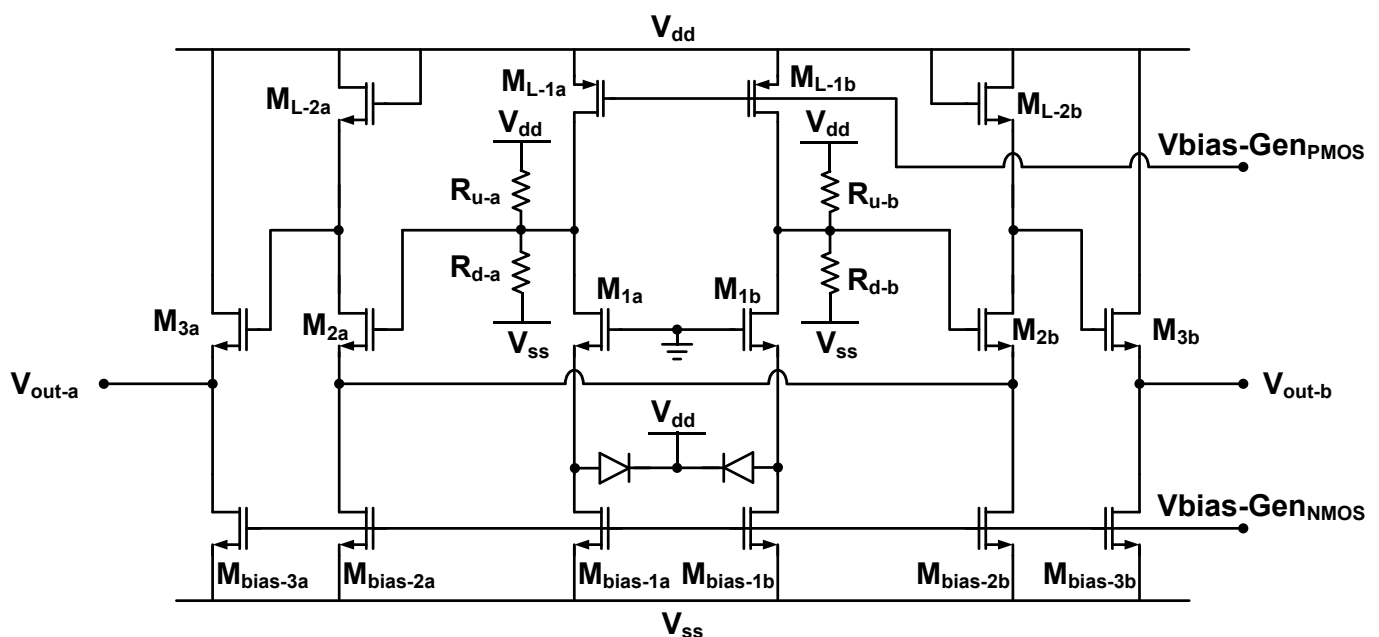 Vdd
ML-2a
ML-1a
ML-1b
ML-2b
Vdd
Vdd
Vbias-GenPMOS
Ru-a
Ru-b
Rd-a
Rd-b
M1a
M1b
M3a
M2a
Vss
Vss
M2b
M3b
Vout-a
Vout-b
Vdd
Vbias-GenNMOS
Mbias-3a
Mbias-2a
Mbias-1a
Mbias-1b
Mbias-2b
Mbias-3b
Vss